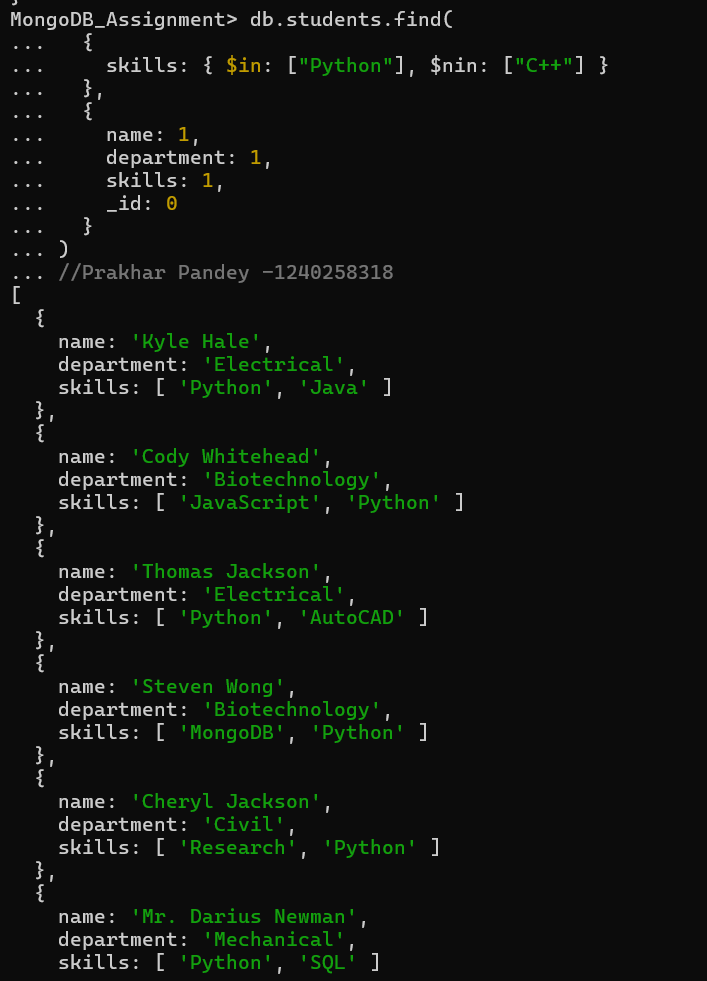 }
MongoDB_Assignment> db.students.find(
...   {
...     skills: { $in: ["Python"], $nin: ["C++"] }
...   },
...   {
...     name: 1,
...     department: 1,
...     skills: 1,
...     _id: 0
...   }
... )
... //Prakhar Pandey -1240258318
[
  {
    name: 'Kyle Hale',
    department: 'Electrical',
    skills: [ 'Python', 'Java' ]
  },
  {
    name: 'Cody Whitehead',
    department: 'Biotechnology',
    skills: [ 'JavaScript', 'Python' ]
  },
  {
    name: 'Thomas Jackson',
    department: 'Electrical',
    skills: [ 'Python', 'AutoCAD' ]
  },
  {
    name: 'Steven Wong',
    department: 'Biotechnology',
    skills: [ 'MongoDB', 'Python' ]
  },
  {
    name: 'Cheryl Jackson',
    department: 'Civil',
    skills: [ 'Research', 'Python' ]
  },
  {
    name: 'Mr. Darius Newman',
    department: 'Mechanical',
    skills: [ 'Python', 'SQL' ]